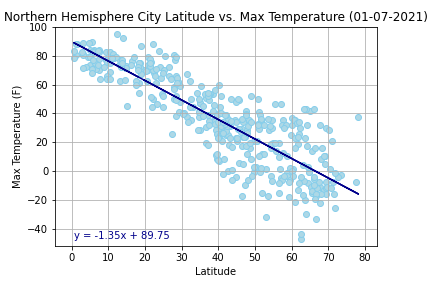 Northern Hemisphere City Latitude vs. Max Temperature (01-07-2021)
100
80
60
40
20
0
−20
−40
Max Temperature (F)
y = -1.35x + 89.75
0 10 20 30 40 50 60 70 80
Latitude